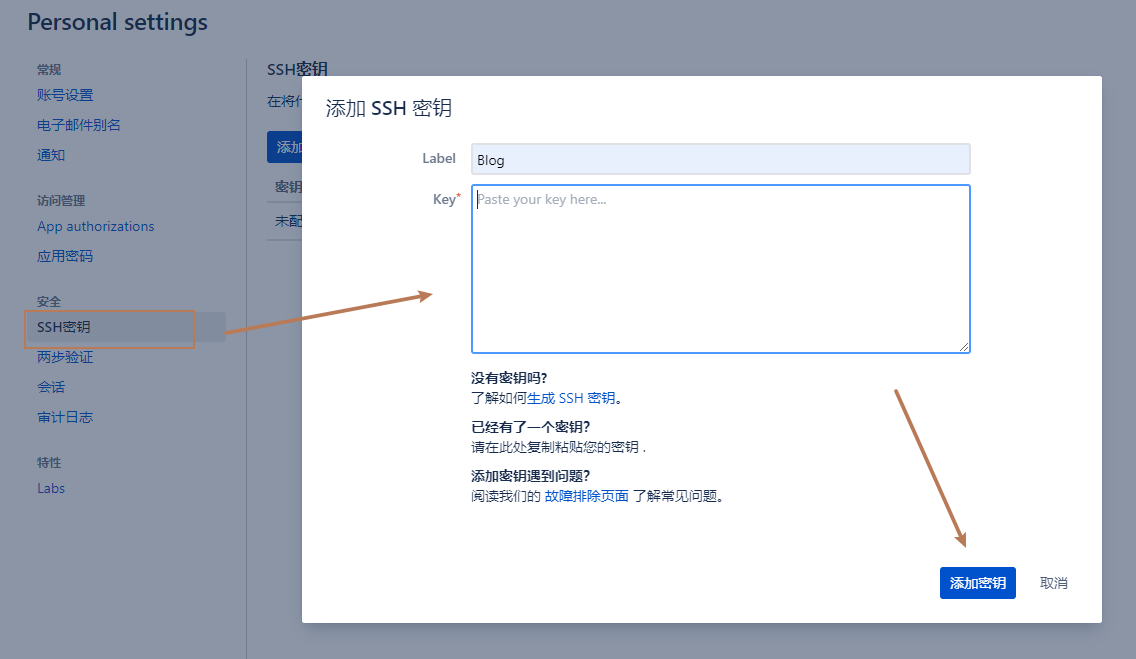 Personal settings
常规
账号设置
电子邮件别名
通知
访问管理
App authorizations
应用密码
安全
SSH密钥
两步验证
会话
审计日志
特性
Labs
SSH密钥
在将
添加
密钥
未配
添加 SSH 密钥
Label Blog
Key* Paste your key here...
没有密钥吗?
了解如何生成 SSH 密钥。
已经有了一个密钥?
请在此处复制粘贴您的密钥 .
添加密钥遇到问题?
阅读我们的 故障排除页面 了解常见问题。
添加密钥 取消